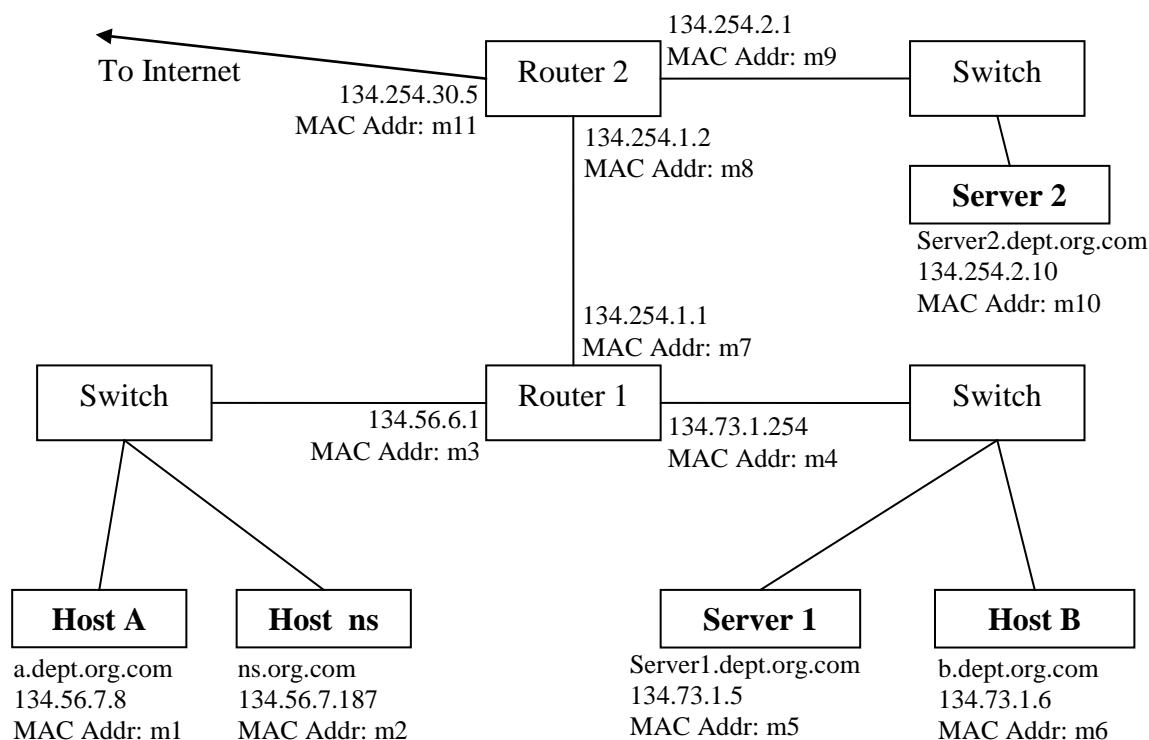 134.254.2.1
MAC Addr: m9
To Internet
Router 2
Switch
134.254.30.5
MAC Addr: m11
134.254.1.2
MAC Addr: m8
Server 2
Server2.dept.org.com
134.254.2.10
MAC Addr: m10
134.254.1.1
MAC Addr: m7
Switch
Router 1
Switch
134.56.6.1
MAC Addr: m3
134.73.1.254
MAC Addr: m4
Host A
a.dept.org.com
134.56.7.8
MAC Addr: m1
Host ns
ns.org.com
134.56.7.187
MAC Addr: m2
Server 1
Server1.dept.org.com
134.73.1.5
MAC Addr: m5
Host B
b.dept.org.com
134.73.1.6
MAC Addr: m6